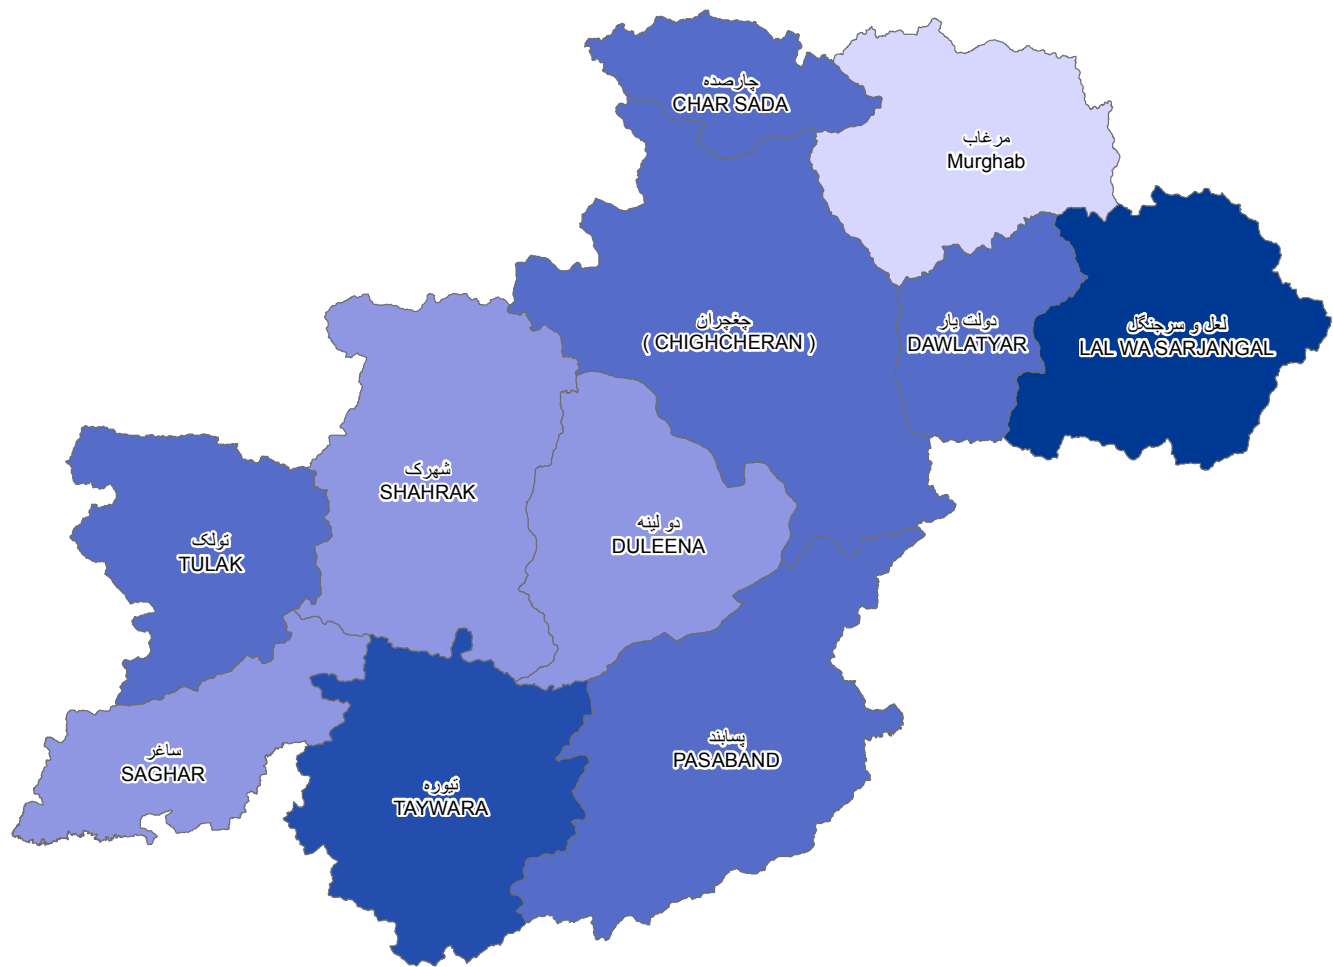 چارصده
CHAR SADA
مرغاب
Murghab
چغچران
( CHIGHCHERAN )
دولت یار
DAWLATYAR
لعل و سرجنگل
LAL WA SARJANGAL
شهرک
SHAHRAK
دو لینه
DULEENA
تولک
TULAK
پسابند
PASABAND
ساغر
SAGHAR
تیوره
TAYWARA